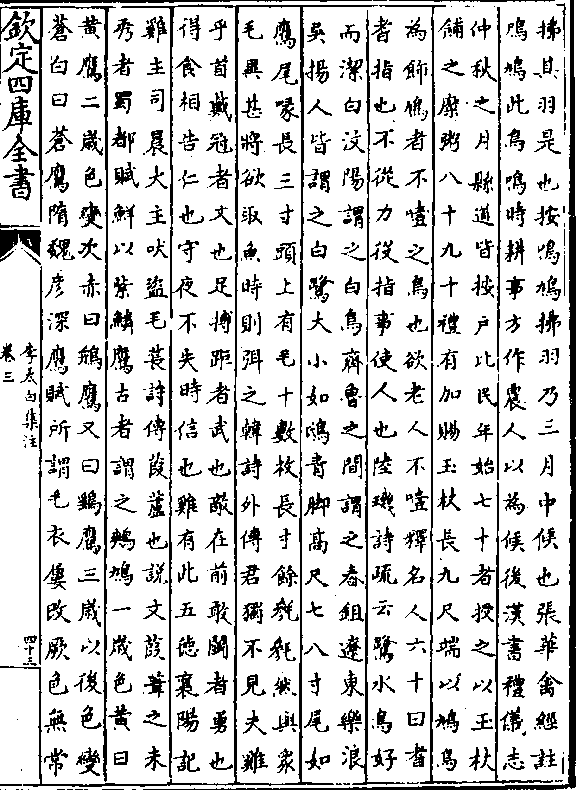 拂其羽是也按鳴鳩拂羽乃三月中候也張華禽經註
鳲鳩此鳥鳴時耕事方作農人以為候後漢書禮儀志
仲秋之月縣道皆按戶比民年始七十者授之以玉杖
餔之糜粥八十九十禮有加賜玉杖長九尺端以鳩鳥
為飾鳩者不噎之鳥也欲老人不噎釋名人六十曰耆
耆指也不從力役指事使人也陸璣詩疏云鷺水鳥好
而潔白汶陽謂之白鳥齊魯之間謂之舂鉏遼東樂浪
吳揚人皆謂之白鷺大小如鴟青腳高尺七八寸尾如
鷹尾喙長三寸頭上有毛十數枚長寸餘毿毿然與衆
毛異甚將欲取魚時則弭之韓詩外傳君獨不見夫雞
乎首戴冠者文也足搏距者武也敵在前敢鬭者勇也
得食相告仁也守夜不失時信也雞有此五德襄陽記
雞主司晨犬主吠盜毛萇詩傳葭蘆也說文葭葦之未
秀者蜀都賦鮮以紫鱗鷹古者謂之鷞鳩一歲色黃曰
黃鷹二歲色變次赤曰鴘鷹又曰鷂鷹三歲以後色變
蒼白曰蒼鷹隋魏彦深鷹賦所謂毛衣屢改厥色無常
欽定四庫全書
李太白集注
卷三
四十三